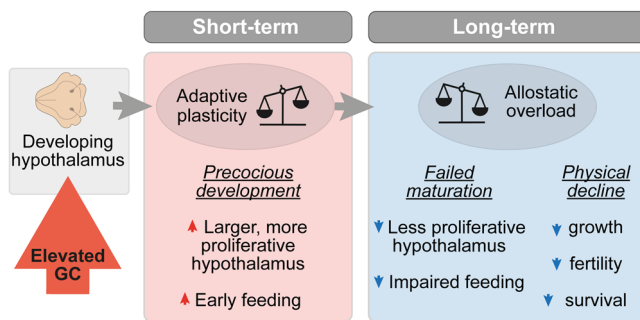 Short-term
Long-term
Developing
hypothalamus
Elevated
GC
Adaptive
plasticity
Precocious
development
Larger, more
proliferative
hypothalamus
Early feeding
Allostatic
overload
Failed
maturation
Less proliferative
hypothalamus
Impaired feeding
Physical
decline
growth
fertility
survival